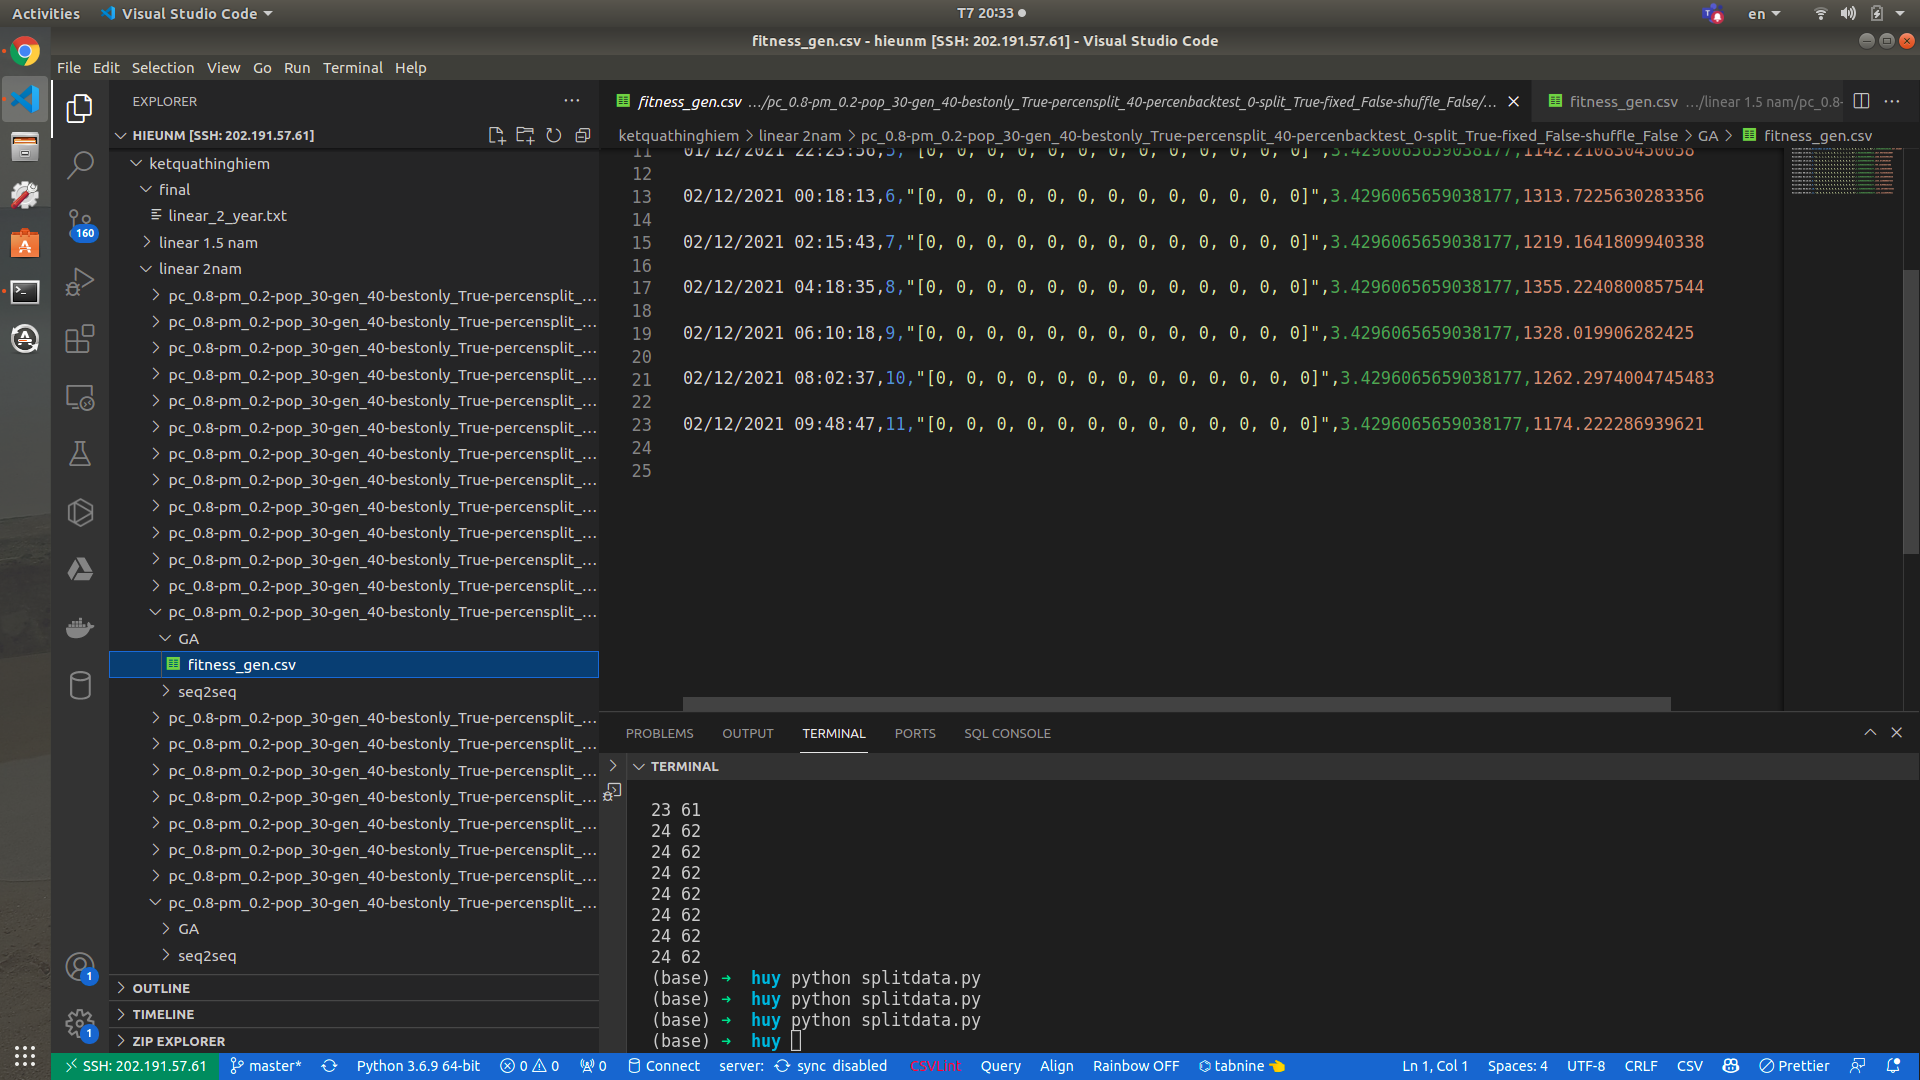 Activities
Visual Studio Code
T7 20:33
en
fitness_gen.csv - hieunm [SSH: 202.191.57.61] - Visual Studio Code
File Edit Selection View Go Run Terminal Help
EXPLORER
HIEUNM [SSH: 202.191.57.61]
ketquathinghiem
final
linear_2_year.txt
linear 1.5 nam
linear 2nam
pc_0.8-pm_0.2-pop_30-gen_40-bestonly_True-percensplit_...
pc_0.8-pm_0.2-pop_30-gen_40-bestonly_True-percensplit_...
pc_0.8-pm_0.2-pop_30-gen_40-bestonly_True-percensplit_...
pc_0.8-pm_0.2-pop_30-gen_40-bestonly_True-percensplit_...
pc_0.8-pm_0.2-pop_30-gen_40-bestonly_True-percensplit_...
pc_0.8-pm_0.2-pop_30-gen_40-bestonly_True-percensplit_...
pc_0.8-pm_0.2-pop_30-gen_40-bestonly_True-percensplit_...
pc_0.8-pm_0.2-pop_30-gen_40-bestonly_True-percensplit_...
pc_0.8-pm_0.2-pop_30-gen_40-bestonly_True-percensplit_...
pc_0.8-pm_0.2-pop_30-gen_40-bestonly_True-percensplit_...
pc_0.8-pm_0.2-pop_30-gen_40-bestonly_True-percensplit_...
pc_0.8-pm_0.2-pop_30-gen_40-bestonly_True-percensplit_...
pc_0.8-pm_0.2-pop_30-gen_40-bestonly_True-percensplit_...
GA
fitness_gen.csv
seq2seq
pc_0.8-pm_0.2-pop_30-gen_40-bestonly_True-percensplit_...
pc_0.8-pm_0.2-pop_30-gen_40-bestonly_True-percensplit_...
pc_0.8-pm_0.2-pop_30-gen_40-bestonly_True-percensplit_...
pc_0.8-pm_0.2-pop_30-gen_40-bestonly_True-percensplit_...
pc_0.8-pm_0.2-pop_30-gen_40-bestonly_True-percensplit_...
pc_0.8-pm_0.2-pop_30-gen_40-bestonly_True-percensplit_...
pc_0.8-pm_0.2-pop_30-gen_40-bestonly_True-percensplit_...
pc_0.8-pm_0.2-pop_30-gen_40-bestonly_True-percensplit_...
GA
seq2seq
OUTLINE
TIMELINE
ZIP EXPLORER
160
1
1
fitness_gen.csv .../pc_0.8-pm_0.2-pop_30-gen_40-bestonly_True-percensplit_40-percenbacktest_0-split_True-fixed_False-shuffle_False/...
fitness_gen.csv .../linear 1.5 nam/pc_0.8-
ketquathinghiem > linear 2nam > pc_0.8-pm_0.2-pop_30-gen_40-bestonly_True-percensplit_40-percenbacktest_0-split_True-fixed_False-shuffle_False > GA > fitness_gen.csv
11 01/12/2021 22:23:56,5,"[0, 0, 0, 0, 0, 0, 0, 0, 0, 0, 0, 0, 0]",3.4296065659038177,1142.210830450058
12
13 02/12/2021 00:18:13,6,"[0, 0, 0, 0, 0, 0, 0, 0, 0, 0, 0, 0, 0]",3.4296065659038177,1313.7225630283356
14
15 02/12/2021 02:15:43,7,"[0, 0, 0, 0, 0, 0, 0, 0, 0, 0, 0, 0, 0]",3.4296065659038177,1219.1641809940338
16
17 02/12/2021 04:18:35,8,"[0, 0, 0, 0, 0, 0, 0, 0, 0, 0, 0, 0, 0]",3.4296065659038177,1355.2240800857544
18
19 02/12/2021 06:10:18,9,"[0, 0, 0, 0, 0, 0, 0, 0, 0, 0, 0, 0, 0]",3.4296065659038177,1328.019906282425
20
21 02/12/2021 08:02:37,10,"[0, 0, 0, 0, 0, 0, 0, 0, 0, 0, 0, 0, 0]",3.4296065659038177,1262.2974004745483
22
23 02/12/2021 09:48:47,11,"[0, 0, 0, 0, 0, 0, 0, 0, 0, 0, 0, 0, 0]",3.4296065659038177,1174.222286939621
24
25
PROBLEMS OUTPUT TERMINAL PORTS SQL CONSOLE
TERMINAL
23 61
24 62
24 62
24 62
24 62
24 62
24 62
24 62
(base) ➜ huy python splitdata.py
(base) ➜ huy python splitdata.py
(base) ➜ huy python splitdata.py
(base) ➜ huy
SSH: 202.191.57.61 master* Python 3.6.9 64-bit 0 0 0 Connect server: sync disabled CSVLint Query Align Rainbow OFF tabnine Ln 1, Col 1 Spaces: 4 UTF-8 CRLF CSV Prettier